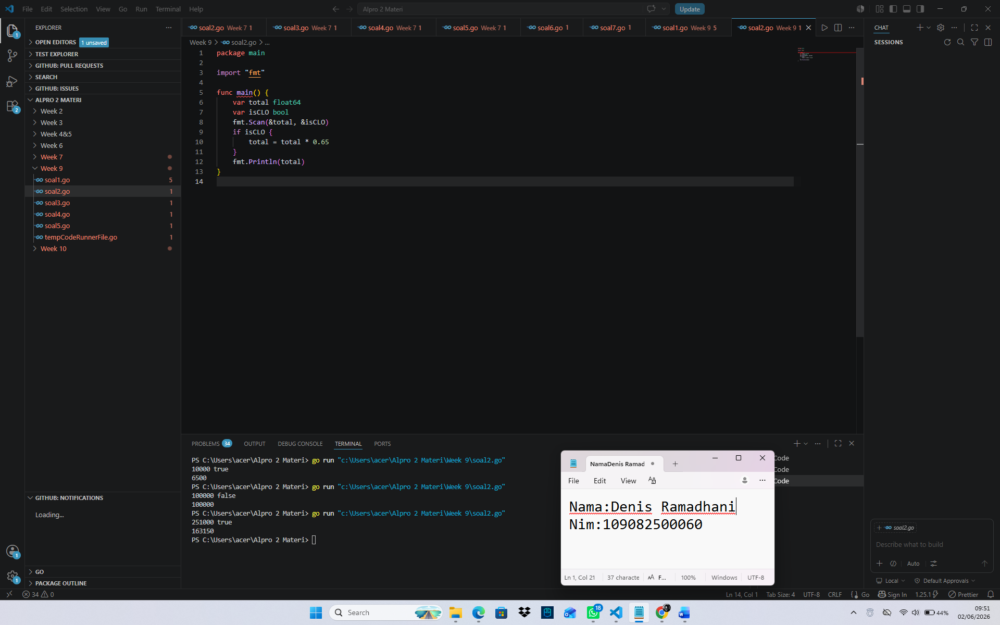 File Edit Selection View Go Run Terminal Help
Alpro 2 Materi
Update
EXPLORER
OPEN EDITORS 1 unsaved
TEST EXPLORER
GITHUB: PULL REQUESTS
SEARCH
GITHUB: ISSUES
ALPRO 2 MATERI
Week 2
Week 3
Week 4&5
Week 6
Week 7
Week 9
soal1.go 5
soal2.go 1
soal3.go 1
soal4.go 1
soal5.go 1
tempCodeRunnerFile.go 1
Week 10
GITHUB: NOTIFICATIONS
Loading...
GO
PACKAGE OUTLINE
soal2.go Week 7 1
soal3.go Week 7 1
soal4.go Week 7 1
soal5.go Week 7 1
soal6.go 1
soal7.go 1
soal1.go Week 9 5
soal2.go Week 9 1
Week 9 > soal2.go > ...
1 package main
2
3 import "fmt"
4
5 func main() {
6 var total float64
7 var isCLO bool
8 fmt.Scan(&total, &isCLO)
9 if isCLO {
10 total = total * 0.65
11 }
12 fmt.Println(total)
13 }
14
PROBLEMS 34 OUTPUT DEBUG CONSOLE TERMINAL PORTS
PS C:\Users\acer\Alpro 2 Materi> go run "c:\Users\acer\Alpro 2 Materi\Week 9\soal2.go"
10000 true
6500
PS C:\Users\acer\Alpro 2 Materi> go run "c:\Users\acer\Alpro 2 Materi\Week 9\soal2.go"
100000 false
100000
PS C:\Users\acer\Alpro 2 Materi> go run "c:\Users\acer\Alpro 2 Materi\Week 9\soal2.go"
251000 true
163150
PS C:\Users\acer\Alpro 2 Materi>
Code
Code
Code
NamaDenis Ramad
File Edit View
Nama:Denis Ramadhani
Nim:109082500060
Ln 1, Col 21 37 characte F... 100% Windows UTF-8
CHAT
SESSIONS
soal2.go
Describe what to build
Auto
Local Default Approvals
34 0
Ln 14, Col 1 Tab Size: 4 UTF-8 CRLF Go Sign In 1.25.1 Prettier
Search
18
44%
09:51
02/06/2026